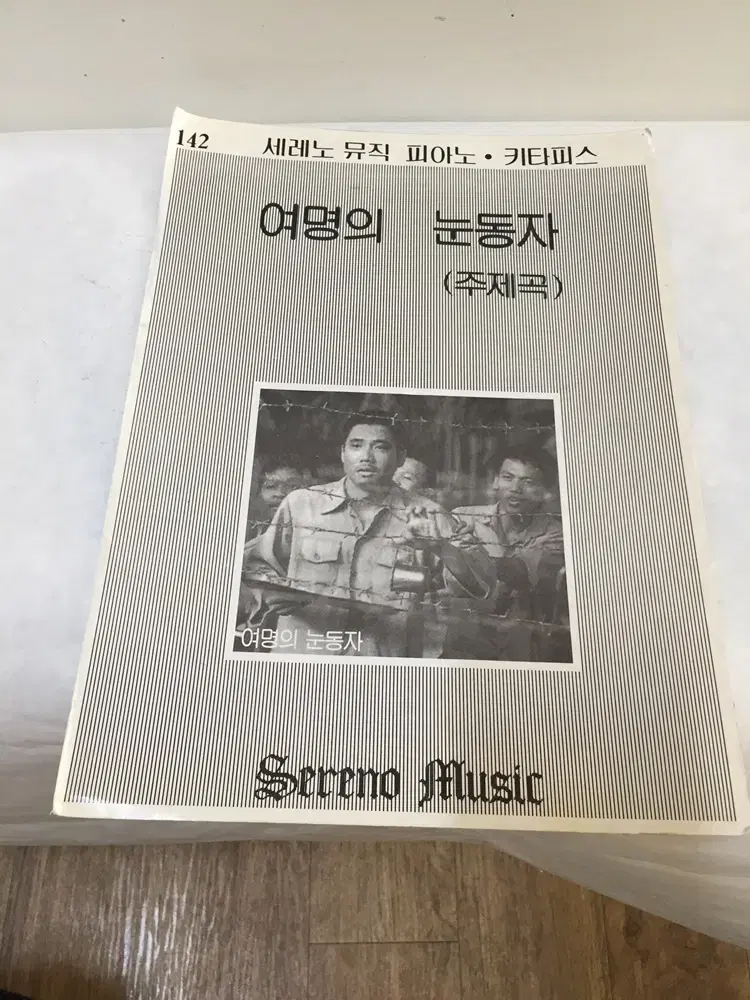 142
세레노 뮤직 피아노 • 키타피스
여명의 눈동자
(주제곡)
여명의 눈동자
Sereno Music